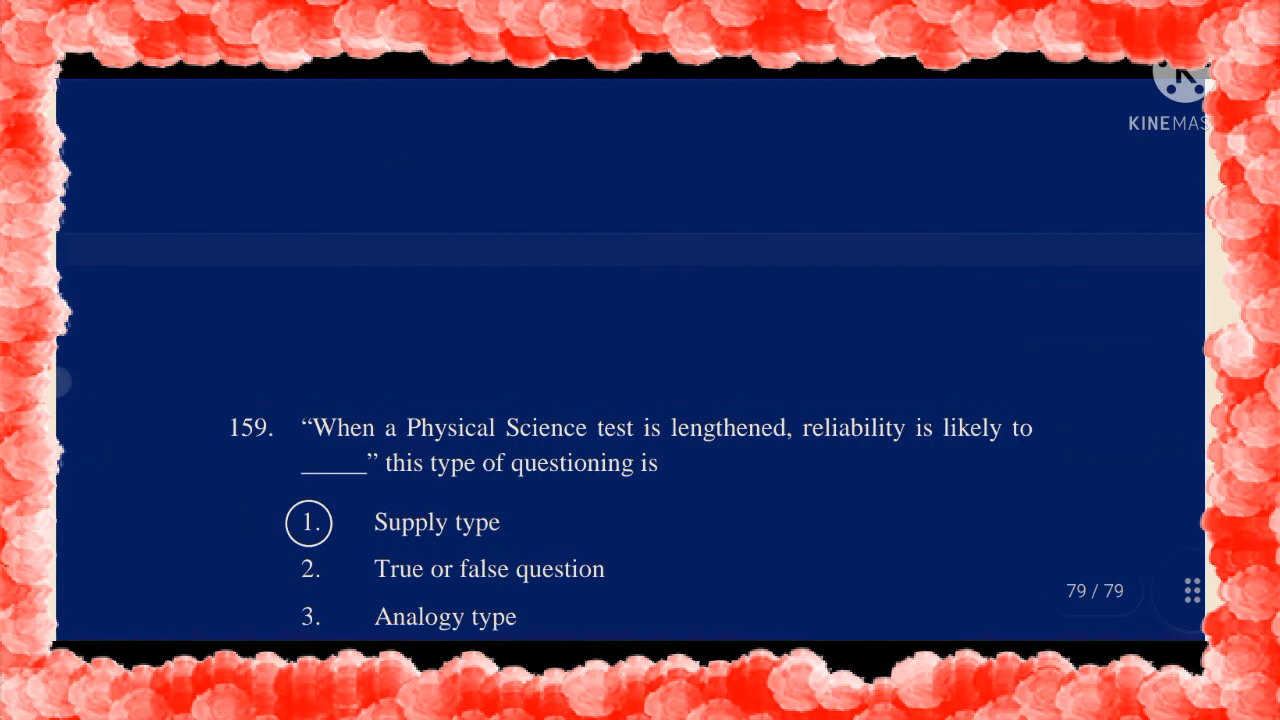 KINEMAS
159. “When a Physical Science test is lengthened, reliability is likely to
_____” this type of questioning is
1. Supply type
2. True or false question
3. Analogy type
79 / 79